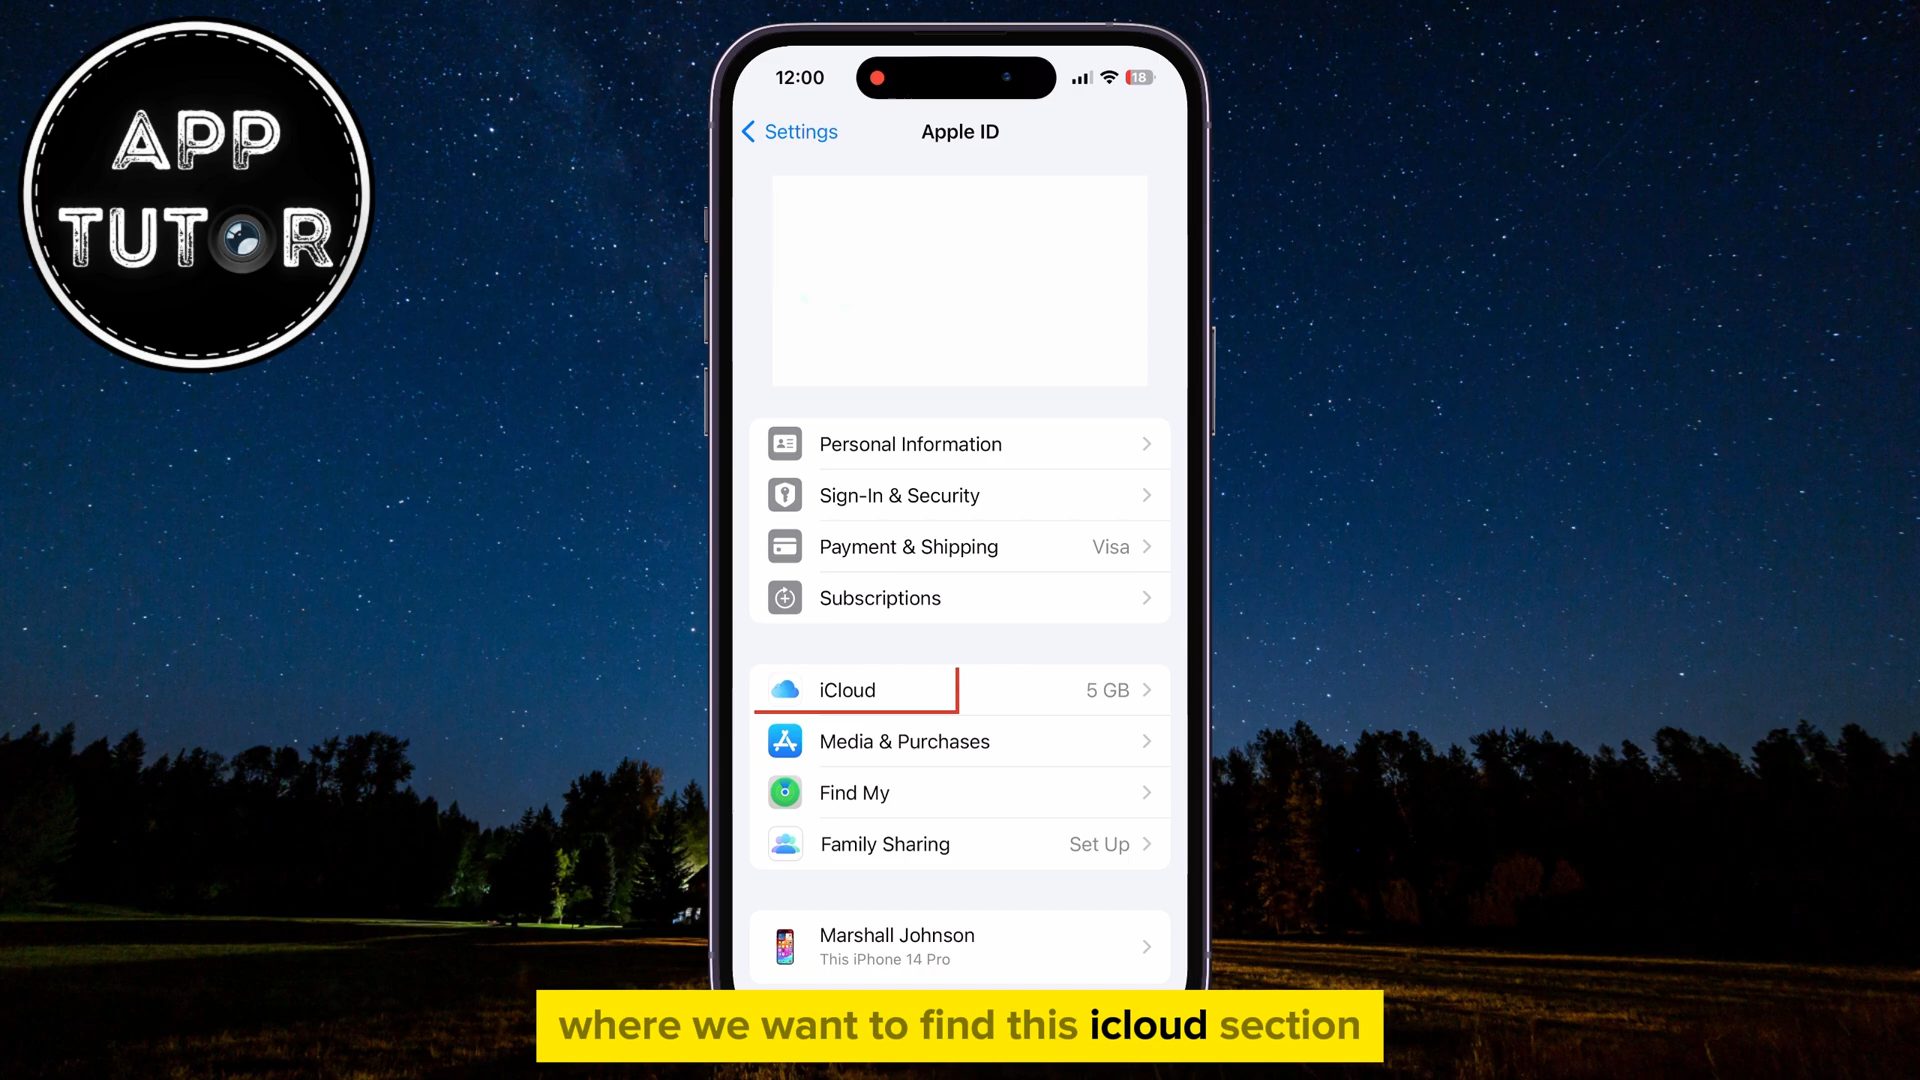 APP
TUTOR
12:00
18
Settings
Apple ID
Personal Information
Sign-In & Security
Payment & Shipping Visa
Subscriptions
iCloud 5 GB
Media & Purchases
Find My
Family Sharing Set Up
Marshall Johnson
This iPhone 14 Pro
where we want to find this icloud section